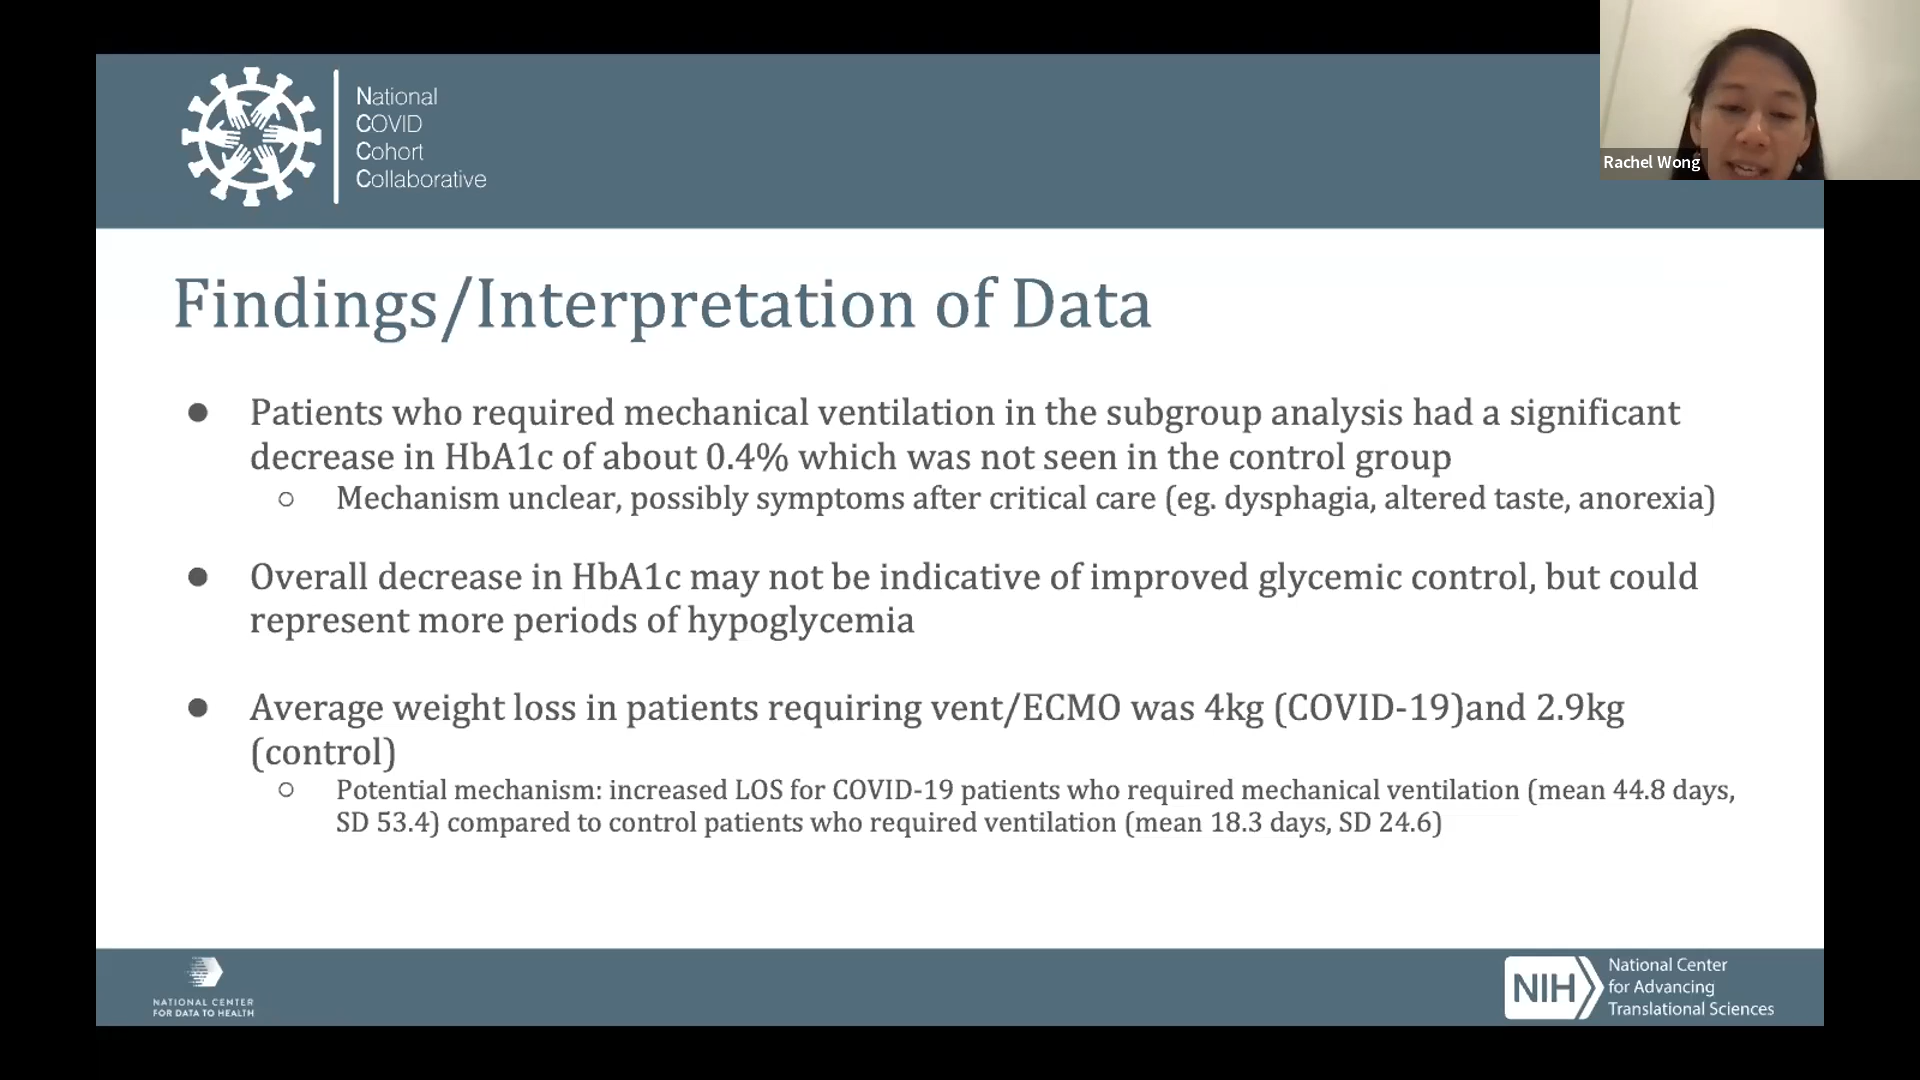 National
COVID
Cohort
Collaborative
Rachel Wong
Findings/Interpretation of Data
● Patients who required mechanical ventilation in the subgroup analysis had a significant
decrease in HbA1c of about 0.4% which was not seen in the control group
○ Mechanism unclear, possibly symptoms after critical care (eg. dysphagia, altered taste, anorexia)
● Overall decrease in HbA1c may not be indicative of improved glycemic control, but could
represent more periods of hypoglycemia
● Average weight loss in patients requiring vent/ECMO was 4kg (COVID-19)and 2.9kg
(control)
○ Potential mechanism: increased LOS for COVID-19 patients who required mechanical ventilation (mean 44.8 days,
SD 53.4) compared to control patients who required ventilation (mean 18.3 days, SD 24.6)
NATIONAL CENTER
FOR DATA TO HEALTH
NIH
National Center
for Advancing
Translational Sciences